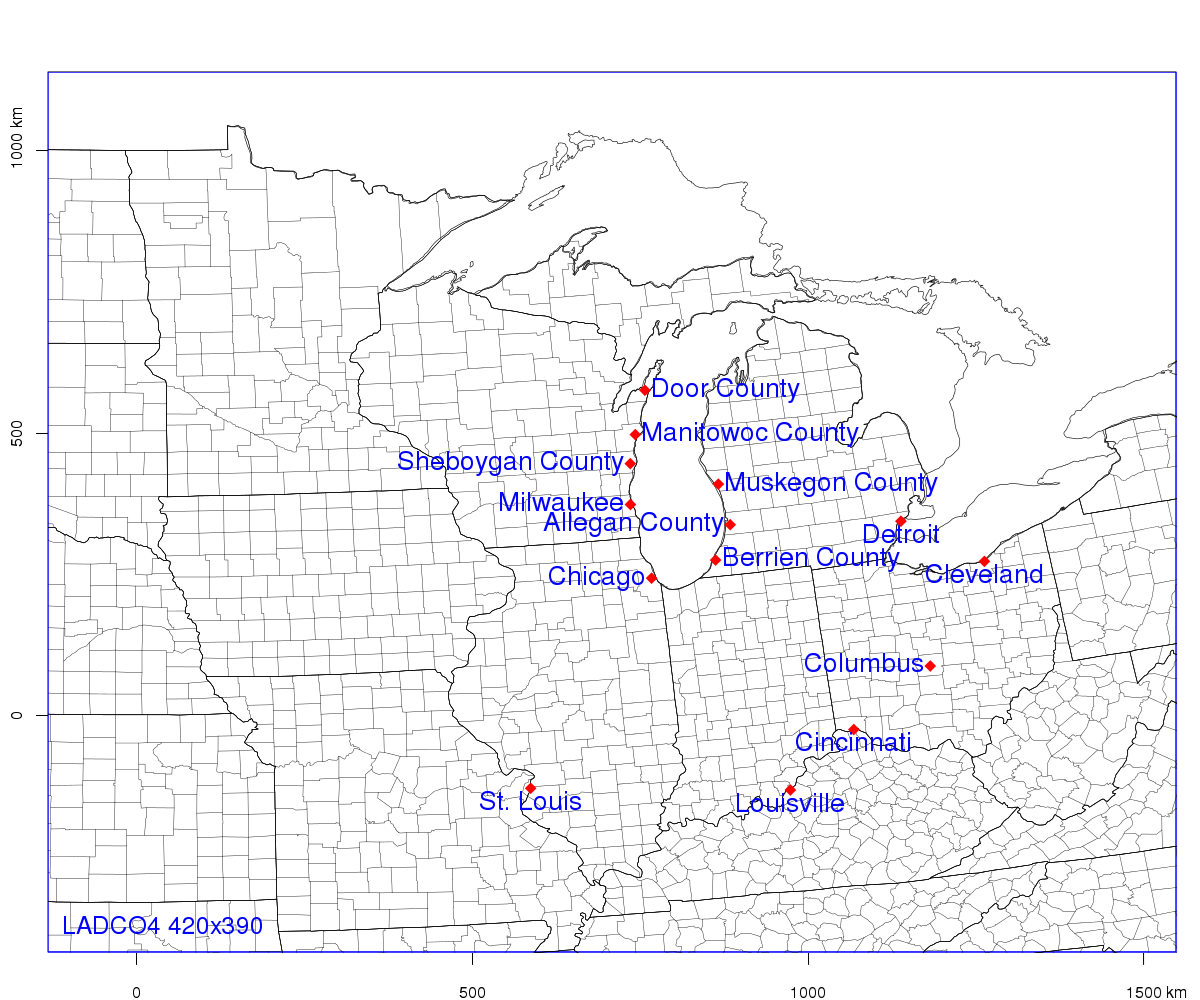 1000 km
500
0
Door County
Manitowoc County
Sheboygan County
Muskegon County
Milwaukee
Allegan County
Detroit
Berrien County
Chicago
Cleveland
Columbus
Cincinnati
St. Louis
Louisville
LADCO4 420x390
0
500
1000
1500 km